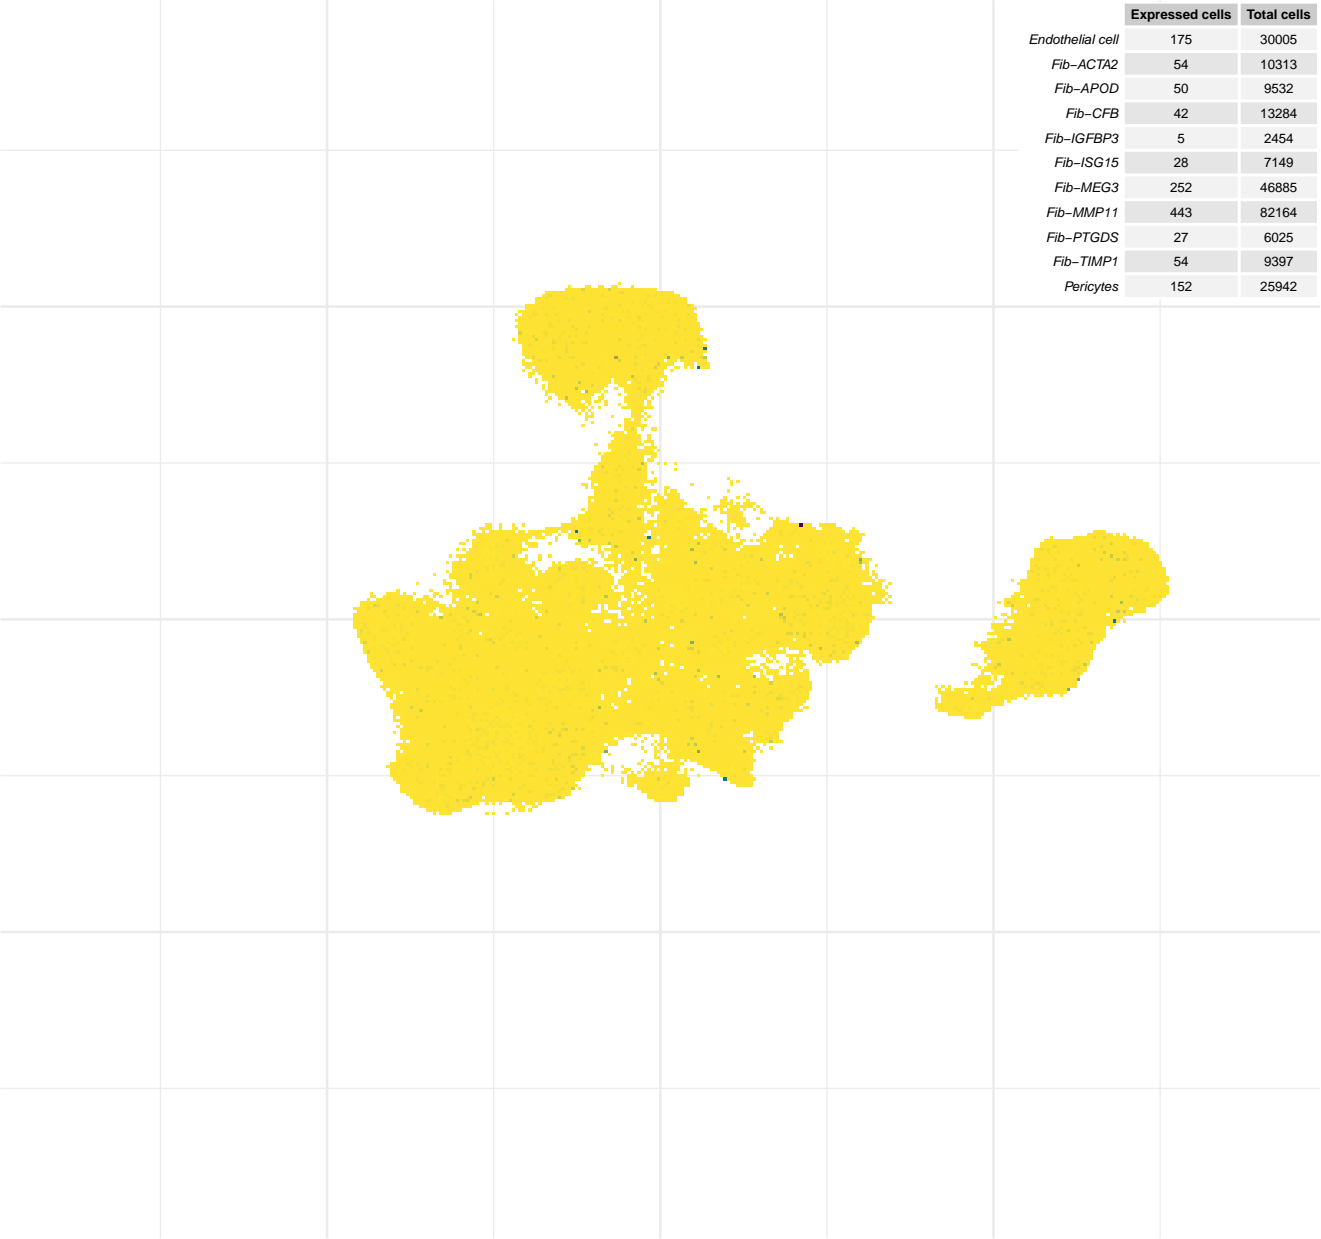 Expressed cells Total cells
Endothelial cell 175 30005
Fib−ACTA2 54 10313
Fib−APOD 50 9532
Fib−CFB 42 13284
Fib−IGFBP3 5 2454
Fib−ISG15 28 7149
Fib−MEG3 252 46885
Fib−MMP11 443 82164
Fib−PTGDS 27 6025
Fib−TIMP1 54 9397
Pericytes 152 25942